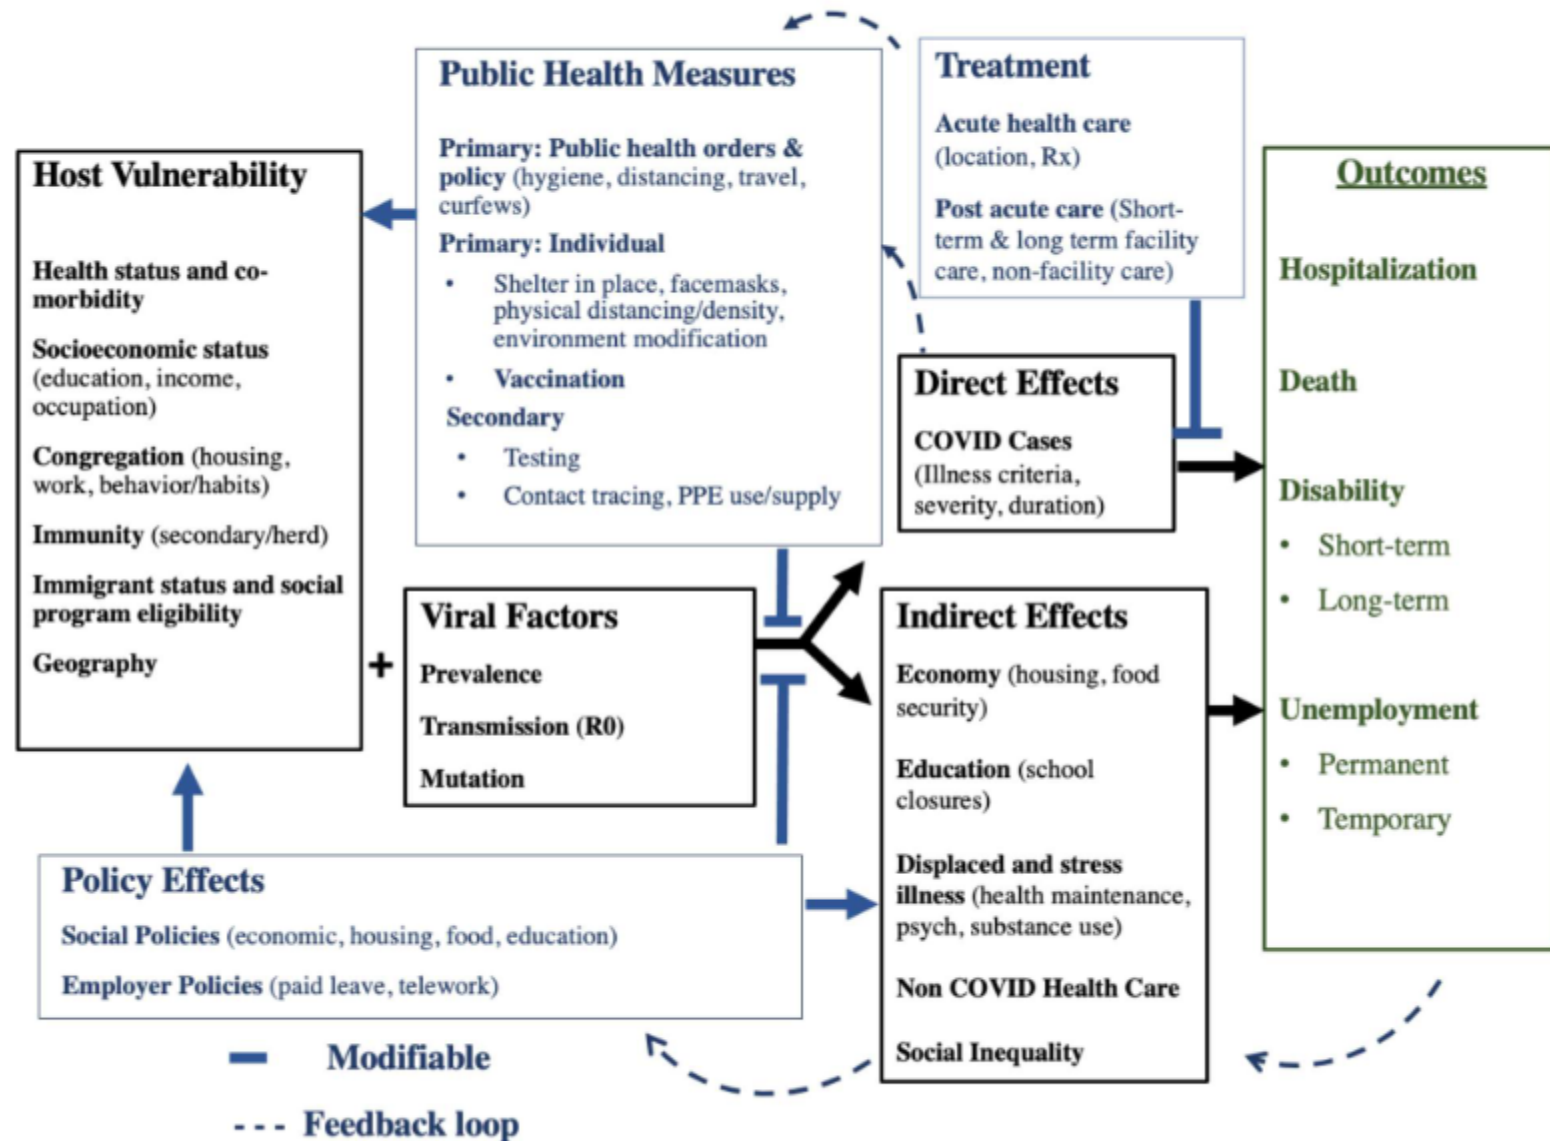 Host Vulnerability
Health status and co-
morbidity
Socioeconomic status
(education, income,
occupation)
Congregation (housing,
work, behavior/habits)
Immunity (secondary/herd)
Immigrant status and social
program eligibility
Geography
+
Public Health Measures
Primary: Public health orders &
policy (hygiene, distancing, travel,
curfews)
Primary: Individual
• Shelter in place, facemasks,
physical distancing/density,
environment modification
• Vaccination
Secondary
• Testing
• Contact tracing, PPE use/supply
Viral Factors
Prevalence
Transmission (R0)
Mutation
Policy Effects
Social Policies (economic, housing, food, education)
Employer Policies (paid leave, telework)
Treatment
Acute health care
(location, Rx)
Post acute care (Short-
term & long term facility
care, non-facility care)
Direct Effects
COVID Cases
(Illness criteria,
severity, duration)
Indirect Effects
Economy (housing, food
security)
Education (school
closures)
Displaced and stress
illness (health maintenance,
psych, substance use)
Non COVID Health Care
Social Inequality
Outcomes
Hospitalization
Death
Disability
• Short-term
• Long-term
Unemployment
• Permanent
• Temporary
Modifiable
Feedback loop